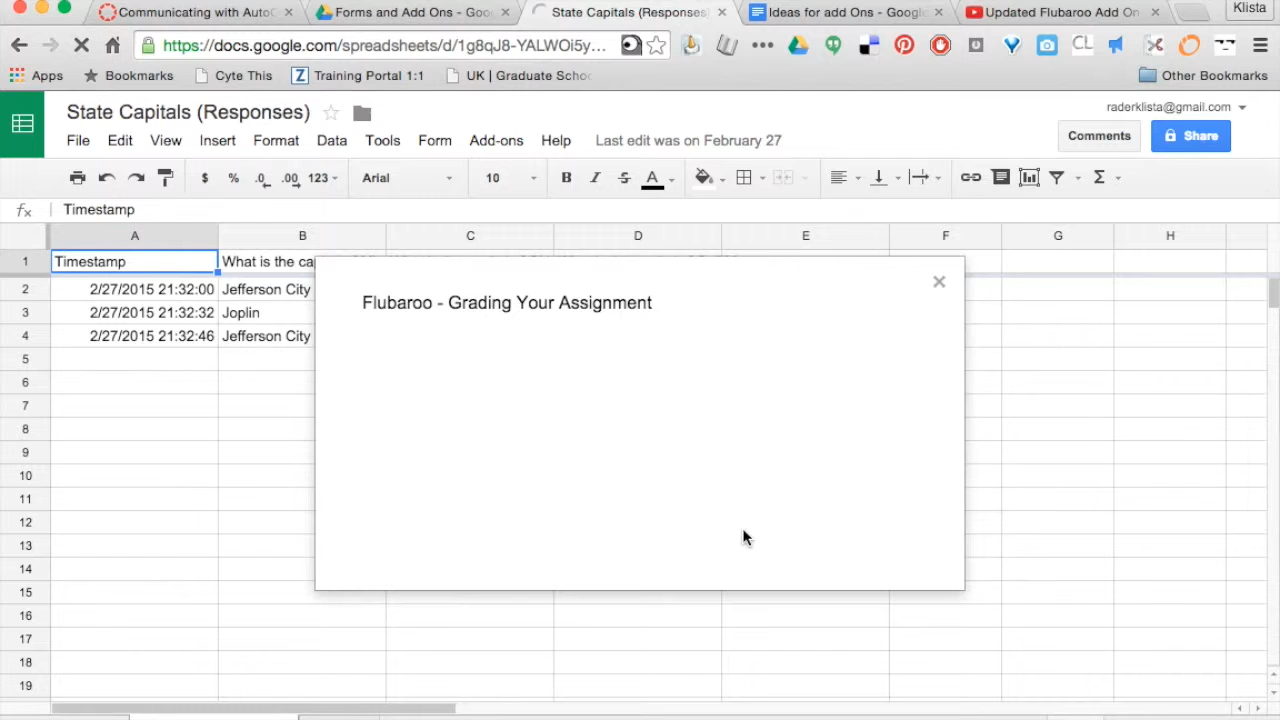 Communicating with AutoC
Forms and Add Ons - Goog
State Capitals (Responses)
Ideas for add Ons - Google
Updated Flubaroo Add On
Klista
https://docs.google.com/spreadsheets/d/1g8qJ8-YALWOi5y...
CL
Apps
Bookmarks
Cyte This
Training Portal 1:1
UK | Graduate Scho
Other Bookmarks
State Capitals (Responses)
raderklista@gmail.com
File Edit View Insert Format Data Tools Form Add-ons Help Last edit was on February 27
Comments
Share
$ % .0 .00 123 Arial 10 B I S A Σ
fx Timestamp
A B C D E F G H
1 Timestamp What is the ca
2 2/27/2015 21:32:00 Jefferson City
3 2/27/2015 21:32:32 Joplin
4 2/27/2015 21:32:46 Jefferson City
Flubaroo - Grading Your Assignment
×
5
6
7
8
9
10
11
12
13
14
15
16
17
18
19